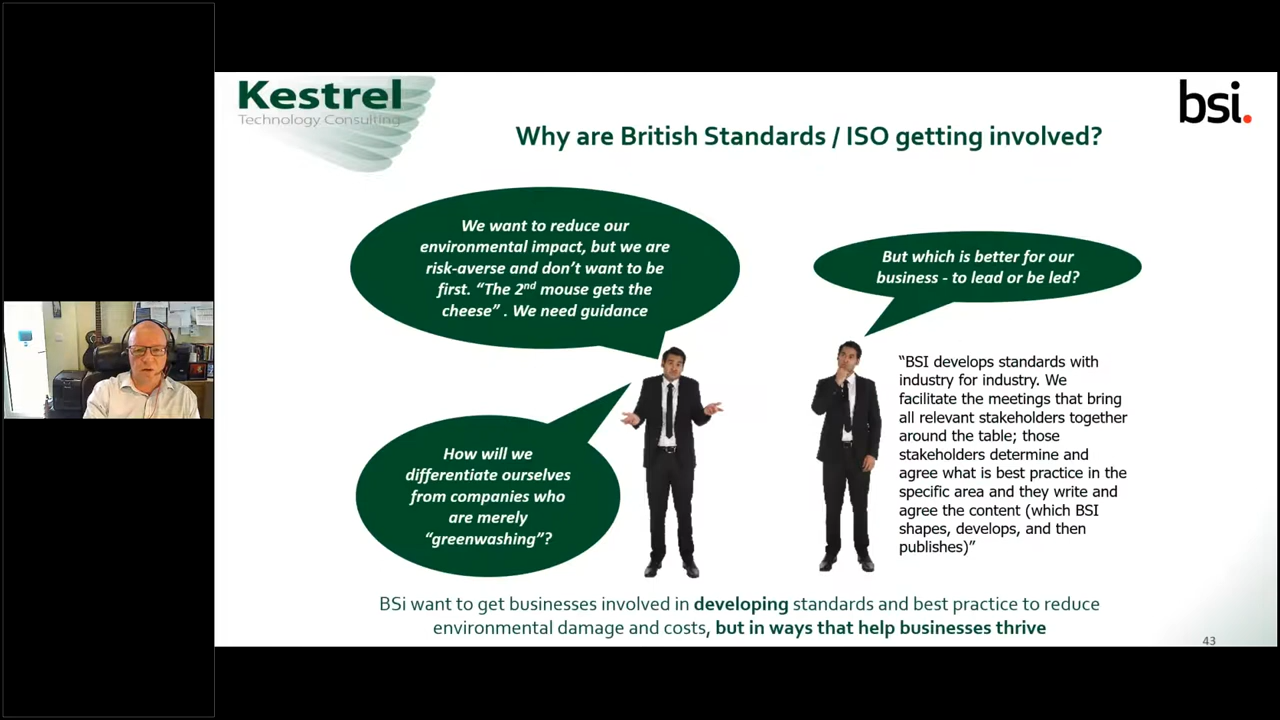 Kestrel
Technology Consulting
bsi.
Why are British Standards / ISO getting involved?
We want to reduce our
environmental impact, but we are
risk-averse and don't want to be
first. "The 2nd mouse gets the
cheese" . We need guidance
But which is better for our
business - to lead or be led?
How will we
differentiate ourselves
from companies who
are merely
"greenwashing"?
"BSI develops standards with
industry for industry. We
facilitate the meetings that bring
all relevant stakeholders together
around the table; those
stakeholders determine and
agree what is best practice in the
specific area and they write and
agree the content (which BSI
shapes, develops, and then
publishes)"
BSi want to get businesses involved in developing standards and best practice to reduce
environmental damage and costs, but in ways that help businesses thrive
43